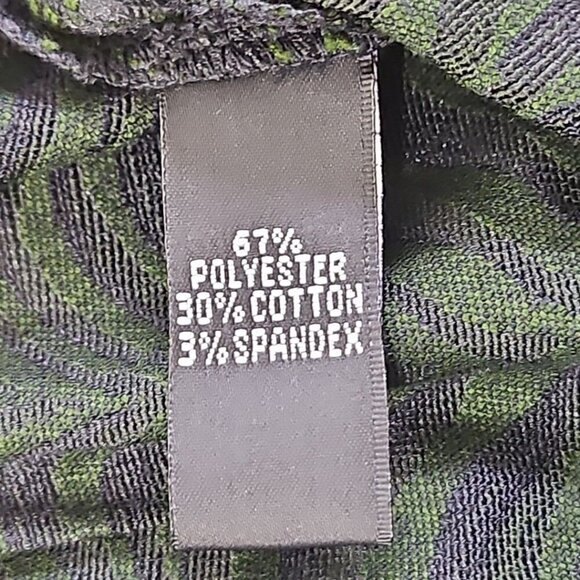 67%
POLYESTER
30% COTTON
3% SPANDEX